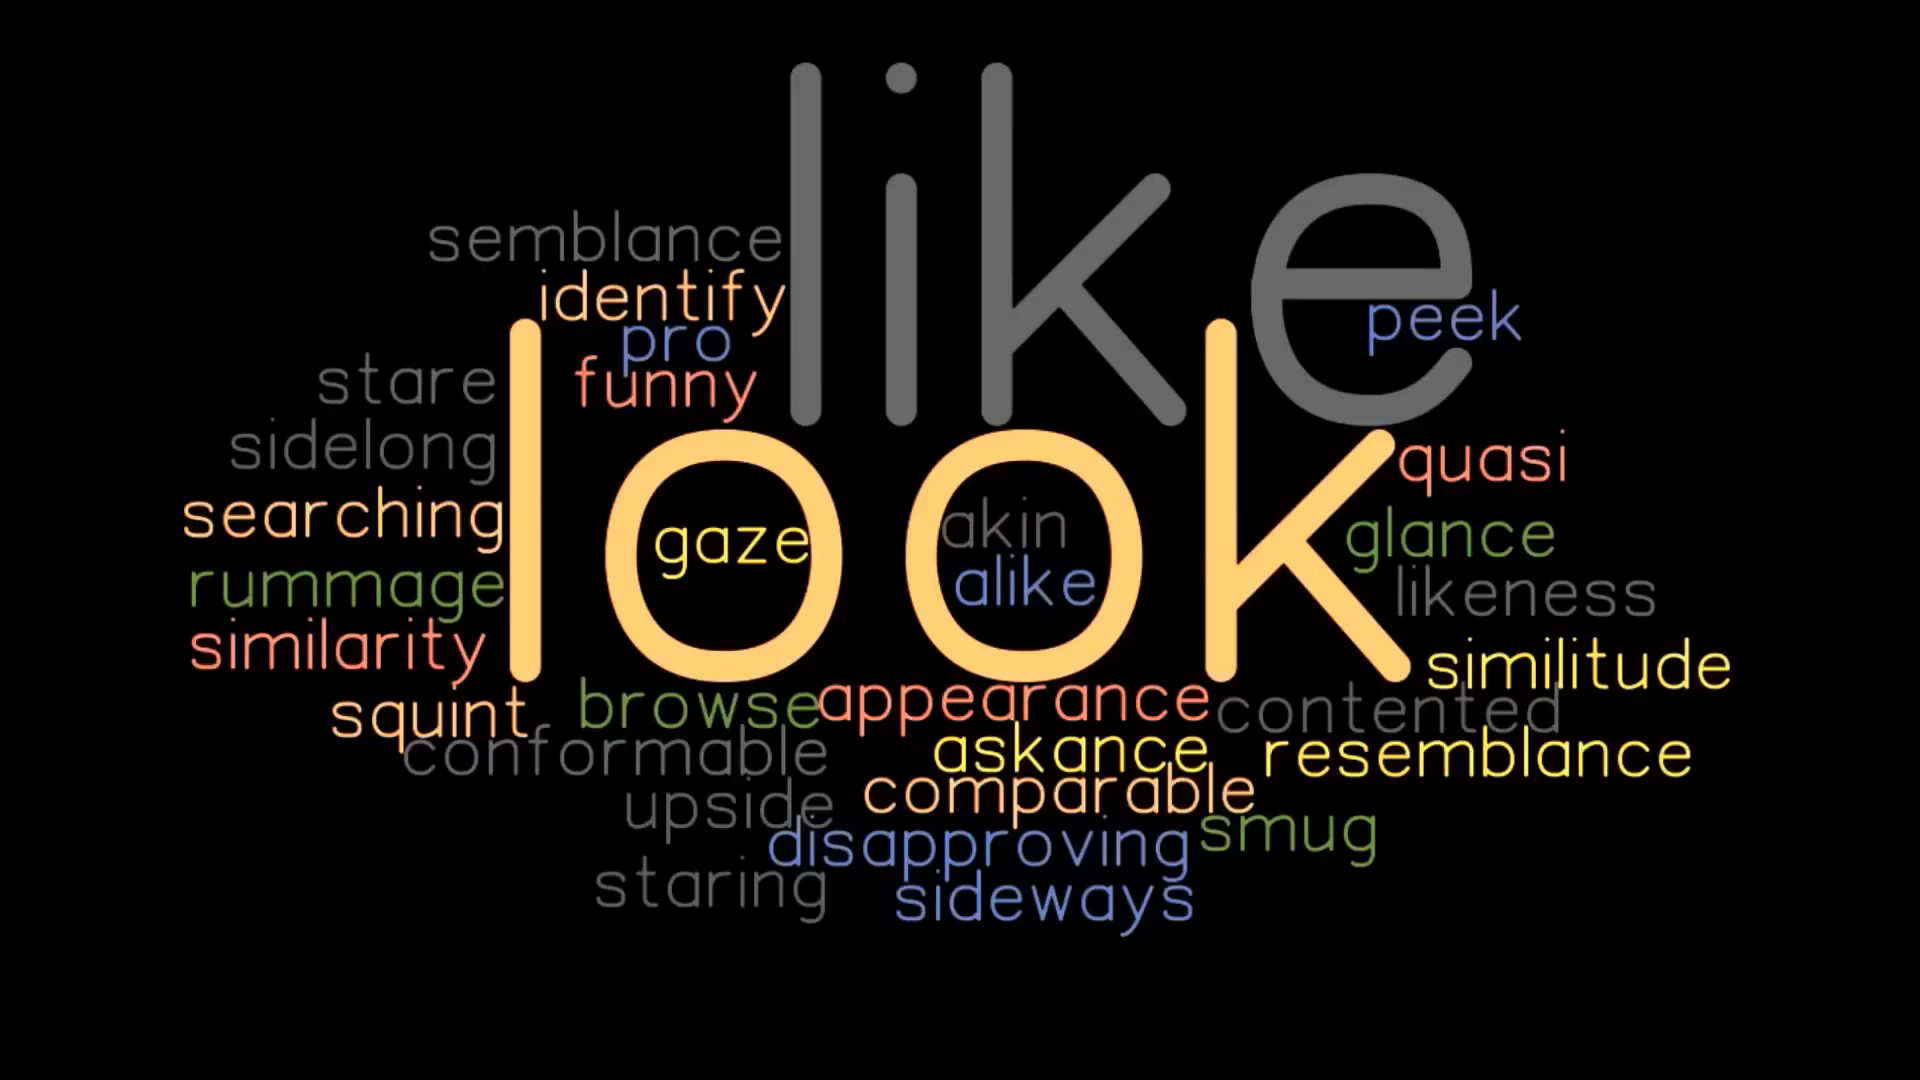 like
semblance
identify
peek
pro
stare
funny
look
sidelong
quasi
searching
gaze
akin
glance
rummage
alike
likeness
similarity
similitude
squint
browse
appearance
contented
conformable
askance
resemblance
comparable
upside
smug
disapproving
staring
sideways